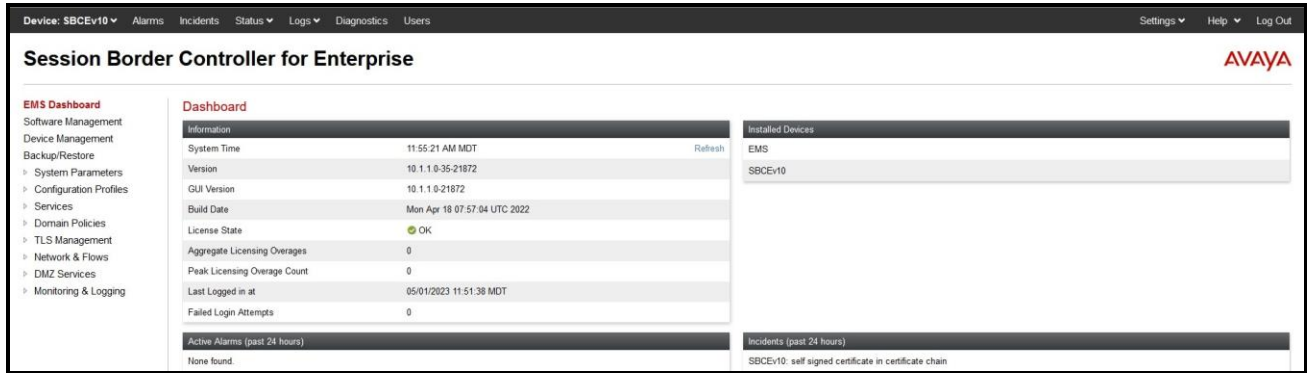 Device: SBCEv10 Alarms Incidents Status Logs Diagnostics Users Settings Help Log Out
Session Border Controller for Enterprise
AVAYA
EMS Dashboard
Software Management
Device Management
Backup/Restore
System Parameters
Configuration Profiles
Services
Domain Policies
TLS Management
Network & Flows
DMZ Services
Monitoring & Logging
Dashboard
Information
System Time 11:55:21 AM MDT Refresh
Version 10.1.1.0-35-21872
GUI Version 10.1.1.0-21872
Build Date Mon Apr 18 07:57:04 UTC 2022
License State OK
Aggregate Licensing Overages 0
Peak Licensing Overage Count 0
Last Logged in at 05/01/2023 11:51:38 MDT
Failed Login Attempts 0
Installed Devices
EMS
SBCEv10
Active Alarms (past 24 hours)
None found.
Incidents (past 24 hours)
SBCEv10: self signed certificate in certificate chain